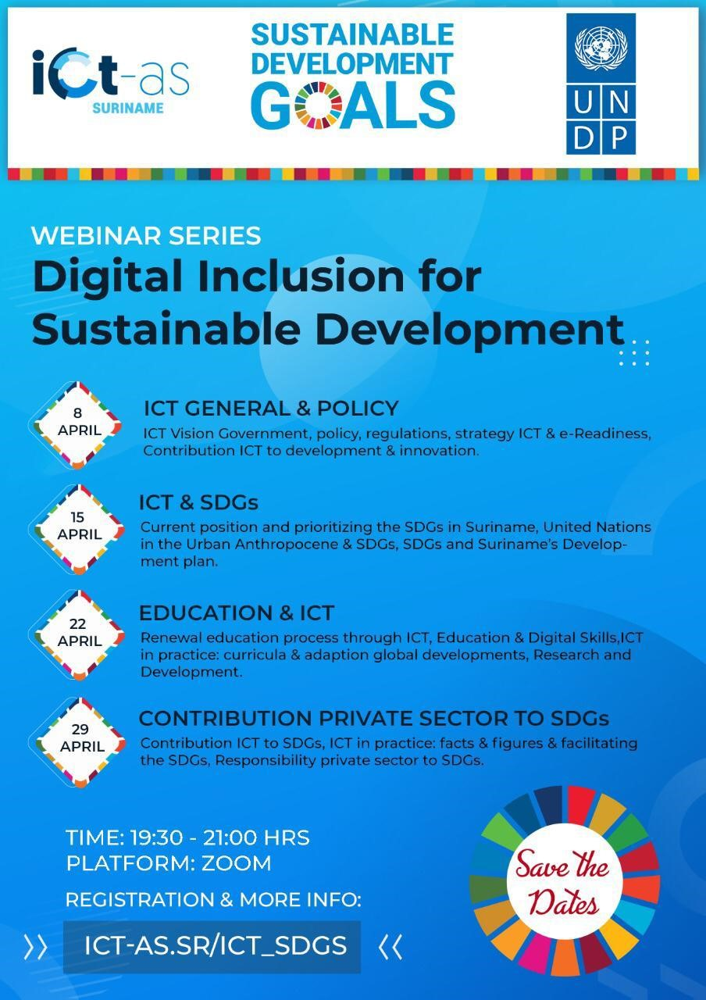 ict-as
SURINAME
SUSTAINABLE
DEVELOPMENT
GOALS
UN
DP
WEBINAR SERIES
Digital Inclusion for
Sustainable Development
8
APRIL
ICT GENERAL & POLICY
ICT Vision Government, policy, regulations, strategy ICT & e-Readiness,
Contribution ICT to development & innovation.
15
APRIL
ICT & SDGs
Current position and prioritizing the SDGs in Suriname, United Nations
in the Urban Anthropocene & SDGs, SDGs and Suriname's Develop-
ment plan.
22
APRIL
EDUCATION & ICT
Renewal education process through ICT, Education & Digital Skills,ICT
in practice: curricula & adaption global developments, Research and
Development.
29
APRIL
CONTRIBUTION PRIVATE SECTOR TO SDGs
Contribution ICT to SDGs, ICT in practice: facts & figures & facilitating
the SDGs, Responsibility private sector to SDGs.
TIME: 19:30 - 21:00 HRS
PLATFORM: ZOOM
REGISTRATION & MORE INFO:
ICT-AS.SR/ICT_SDGS
Save the
Dates